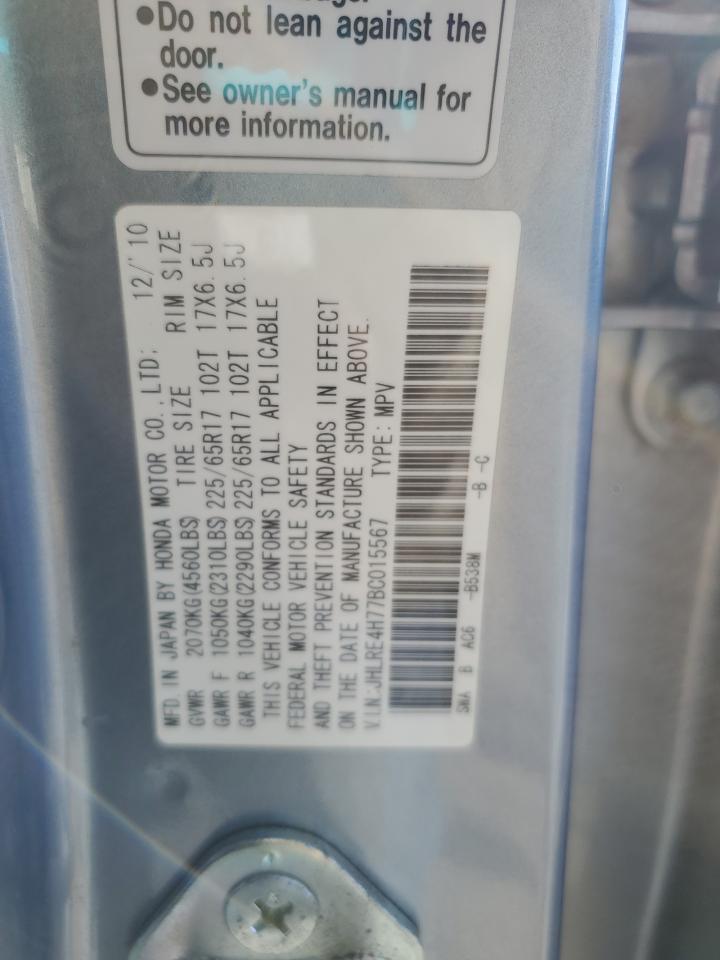 ●Do not lean against the
door.
●See owner's manual for
more information.
MFD. IN JAPAN BY HONDA MOTOR CO., LTD; 12/'10
GVWR 2070KG(4560LBS) TIRE SIZE RIM SIZE
GAWR F 1050KG(2310LBS) 225/65R17 102T 17X6.5J
GAWR R 1040KG(2290LBS) 225/65R17 102T 17X6.5J
THIS VEHICLE CONFORMS TO ALL APPLICABLE
FEDERAL MOTOR VEHICLE SAFETY
AND THEFT PREVENTION STANDARDS IN EFFECT
ON THE DATE OF MANUFACTURE SHOWN ABOVE.
V.I.N:JHLRE4H77BC015567 TYPE: MPV
SWA B AC6 -B538M -B -C